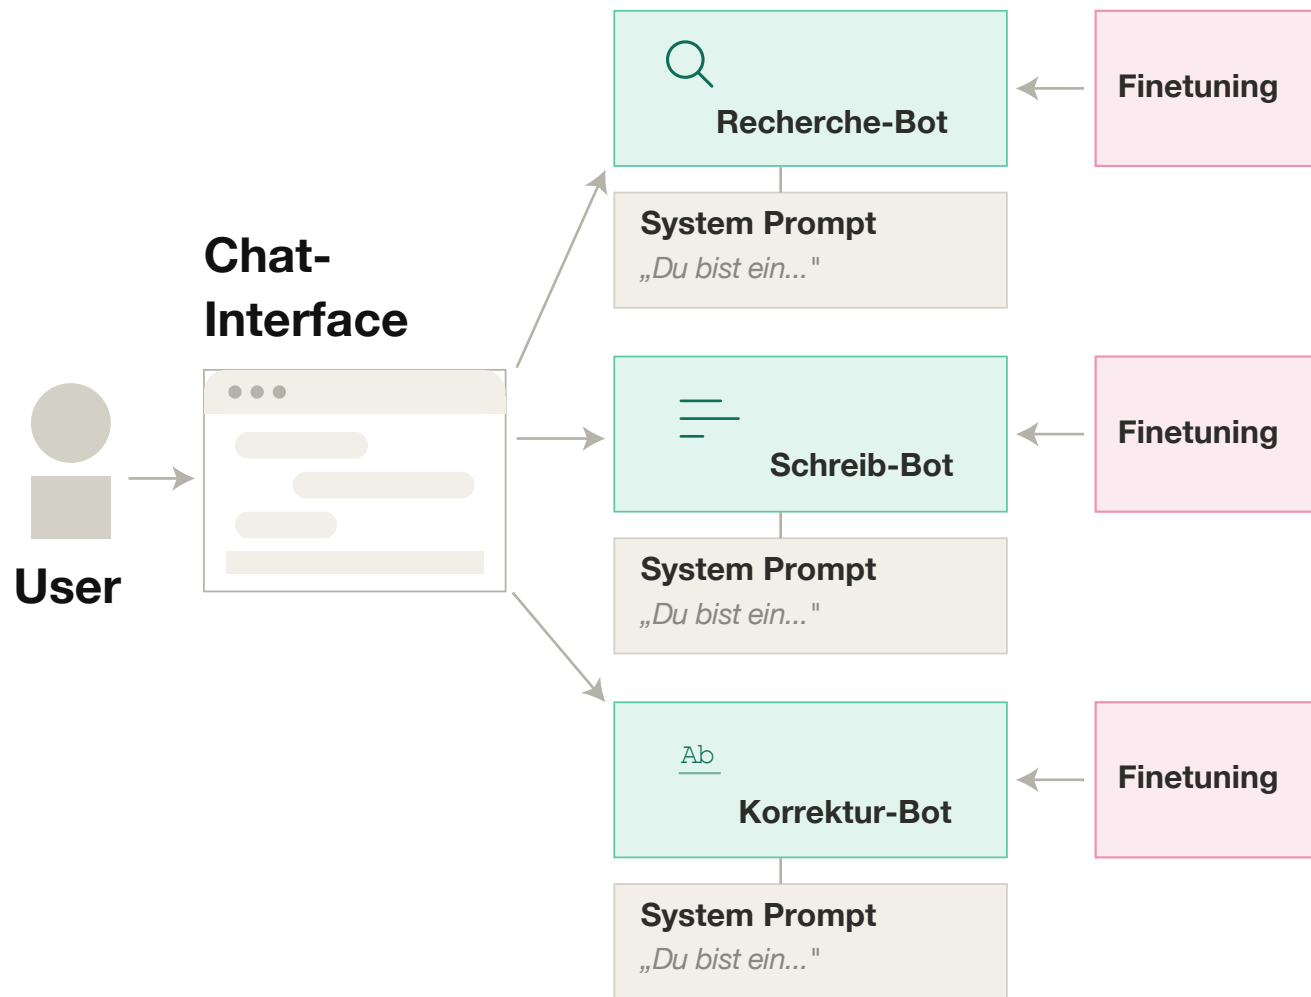 Recherche-Bot
Finetuning
System Prompt
„Du bist ein..."
Chat-
Interface
User
Schreib-Bot
Finetuning
System Prompt
„Du bist ein..."
Ab
Korrektur-Bot
Finetuning
System Prompt
„Du bist ein..."